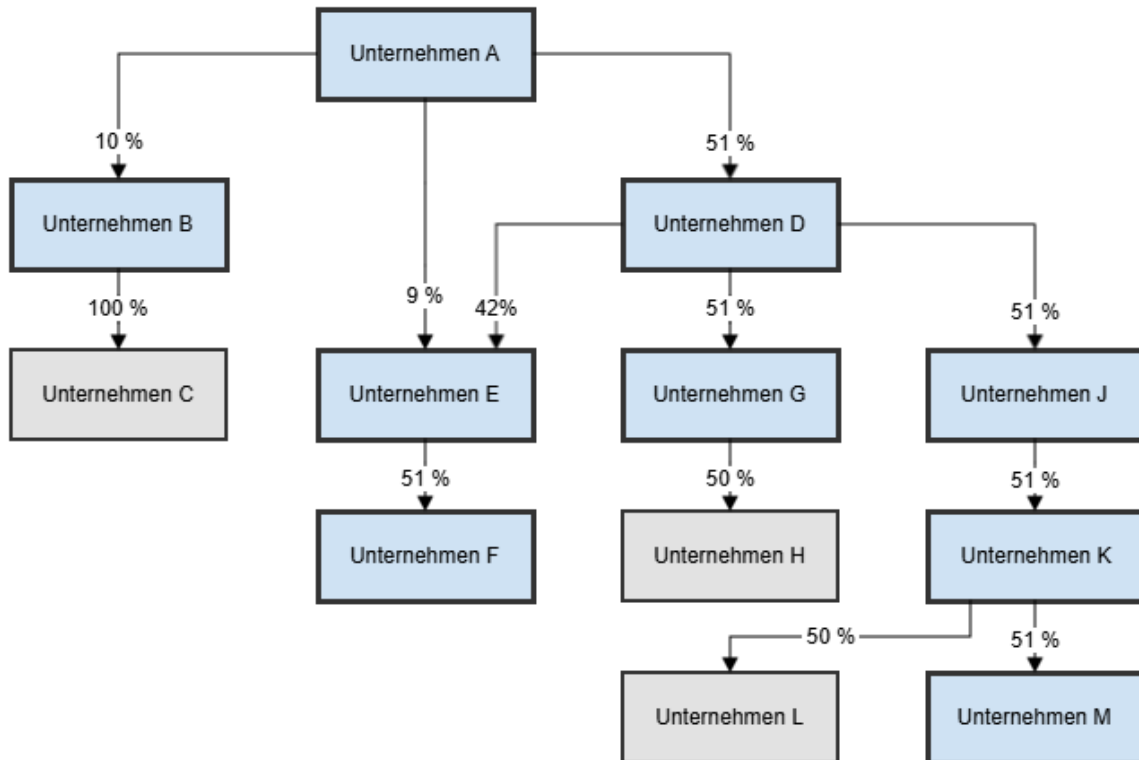 Unternehmen A
10 %
51 %
Unternehmen B
Unternehmen D
100 %
9 %
42%
51 %
51 %
Unternehmen C
Unternehmen E
Unternehmen G
Unternehmen J
51 %
50 %
51 %
Unternehmen F
Unternehmen H
Unternehmen K
50 %
51 %
Unternehmen L
Unternehmen M